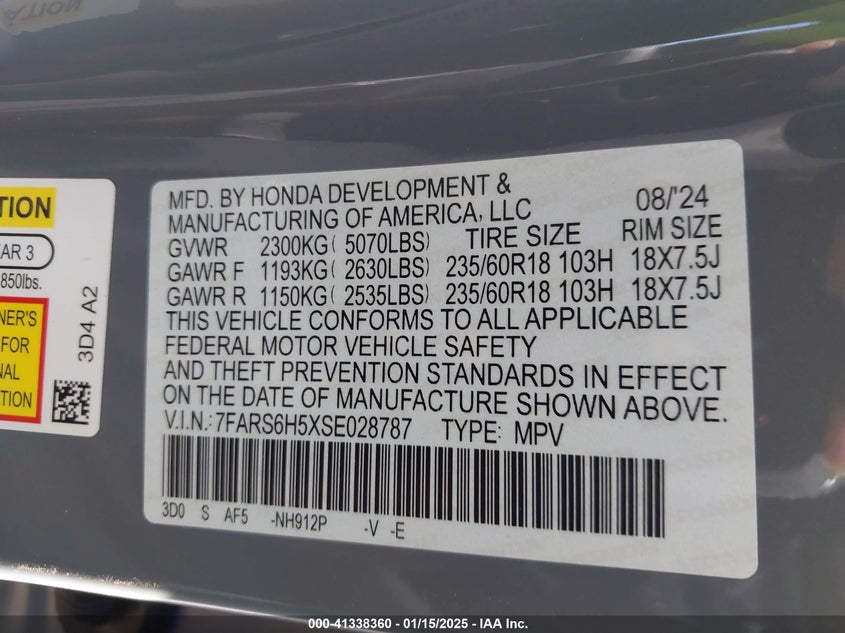 TION
AR 3
850lbs.
NER'S
FOR
NAL
TION
3D4 A2
MFD. BY HONDA DEVELOPMENT &
MANUFACTURING OF AMERICA, LLC 08/'24
GVWR 2300KG( 5070LBS) TIRE SIZE RIM SIZE
GAWR F 1193KG( 2630LBS) 235/60R18 103H 18X7.5J
GAWR R 1150KG( 2535LBS) 235/60R18 103H 18X7.5J
THIS VEHICLE CONFORMS TO ALL APPLICABLE
FEDERAL MOTOR VEHICLE SAFETY
AND THEFT PREVENTION STANDARDS IN EFFECT
ON THE DATE OF MANUFACTURE SHOWN ABOVE.
V.I.N.: 7FARS6H5XSE028787 TYPE: MPV
3D0 S AF5 -NH912P -V -E
000-41338360 - 01/15/2025 - IAA Inc.